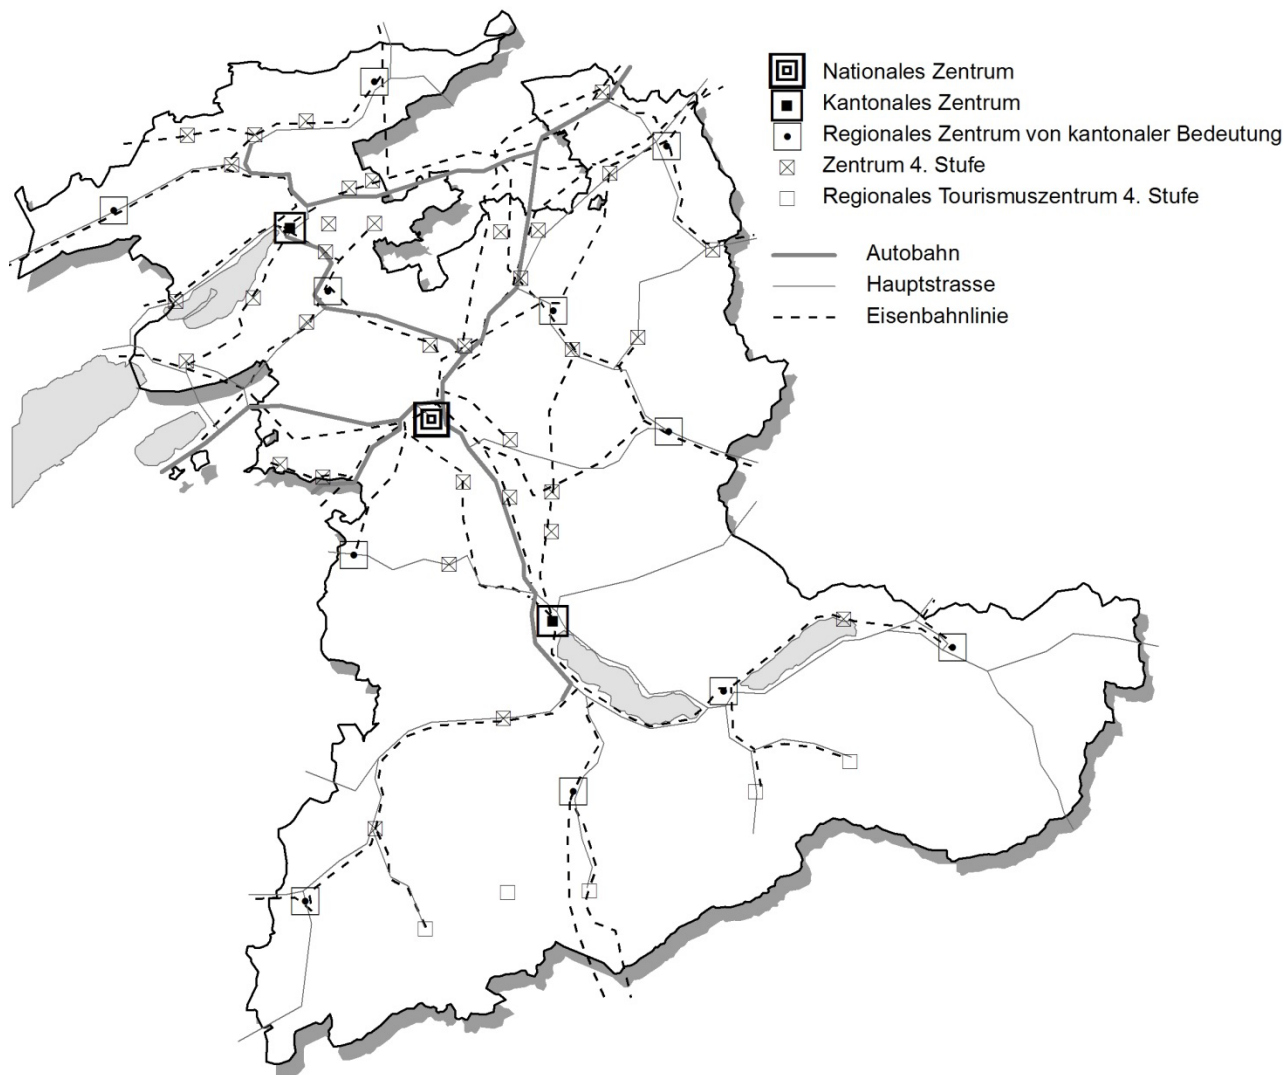 Nationales Zentrum
Kantonales Zentrum
Regionales Zentrum von kantonaler Bedeutung
Zentrum 4. Stufe
Regionales Tourismuszentrum 4. Stufe
Autobahn
Hauptstrasse
Eisenbahnlinie